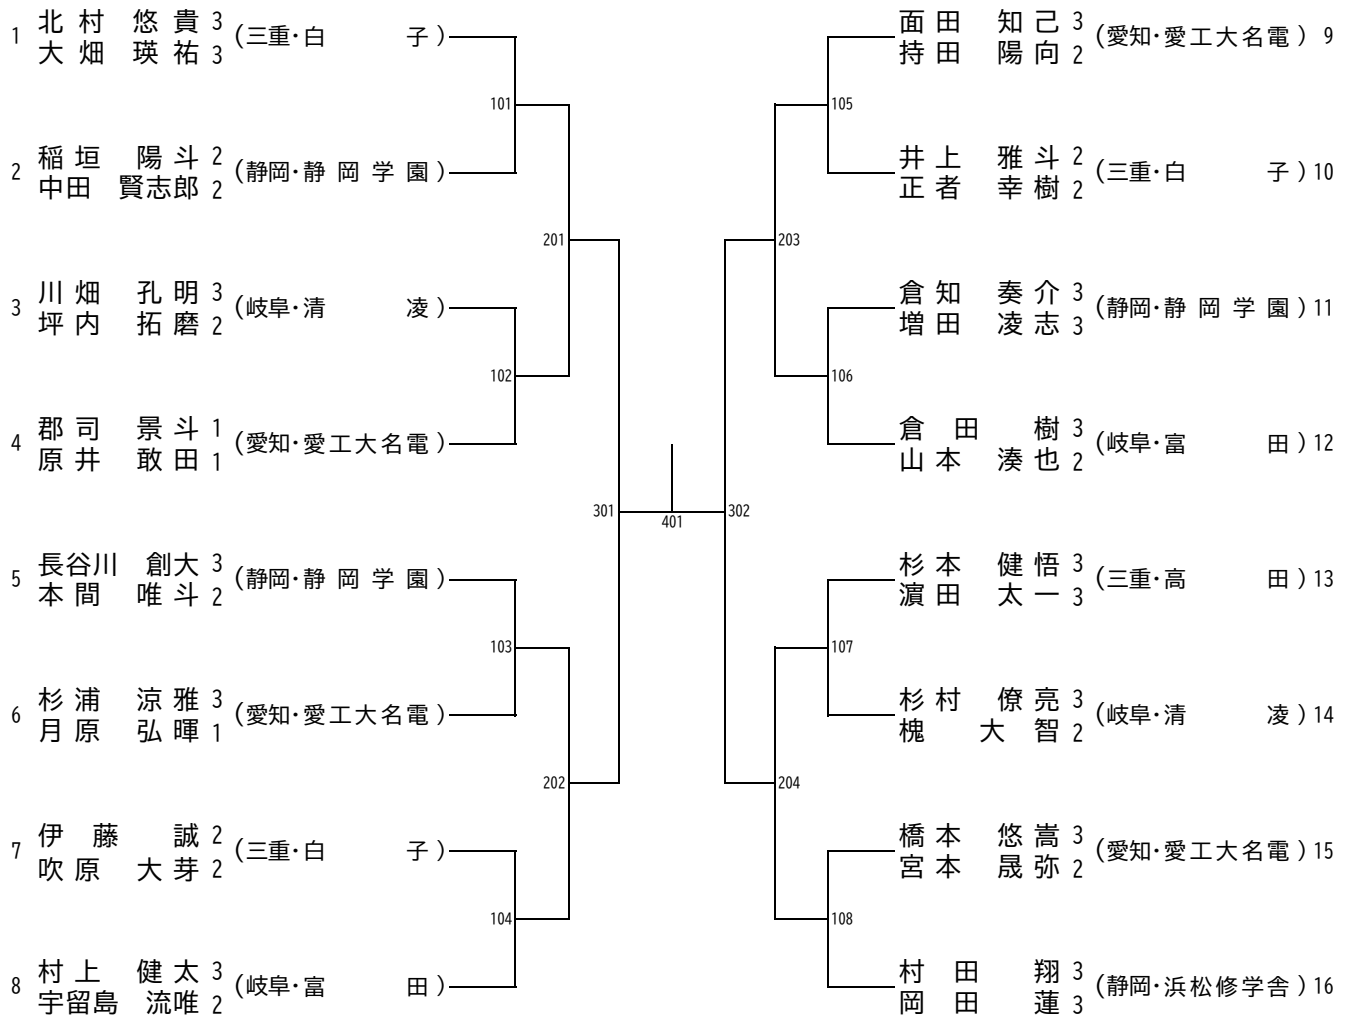 1 北村 悠貴 3 (三重・白子)
大畑 瑛祐 3
101
2 稲垣 陽斗 2 (静岡・静岡学園)
中田 賢志郎 2
201
3 川畑 孔明 3 (岐阜・清凌)
坪内 拓磨 2
102
4 郡司 景斗 1 (愛知・愛工大名電)
原井 敢田 1
301
5 長谷川 創大 3 (静岡・静岡学園)
本間 唯斗 2
103
6 杉浦 涼雅 3 (愛知・愛工大名電)
月原 弘暉 1
202
7 伊藤 誠 2 (三重・白子)
吹原 大芽 2
104
8 村上 健太 3 (岐阜・富田)
宇留島 流唯 2
401
面田 知己 3 (愛知・愛工大名電) 9
持田 陽向 2
105
井上 雅斗 2 (三重・白子) 10
正者 幸樹 2
203
倉知 奏介 3 (静岡・静岡学園) 11
増田 凌志 3
106
倉田 樹 3 (岐阜・富田) 12
山本 湊也 2
302
杉本 健悟 3 (三重・高田) 13
濵田 太一 3
107
杉村 僚亮 3 (岐阜・清凌) 14
槐 大智 2
204
橋本 悠嵩 3 (愛知・愛工大名電) 15
宮本 晟弥 2
108
村田 翔 3 (静岡・浜松修学舎) 16
岡田 蓮 3